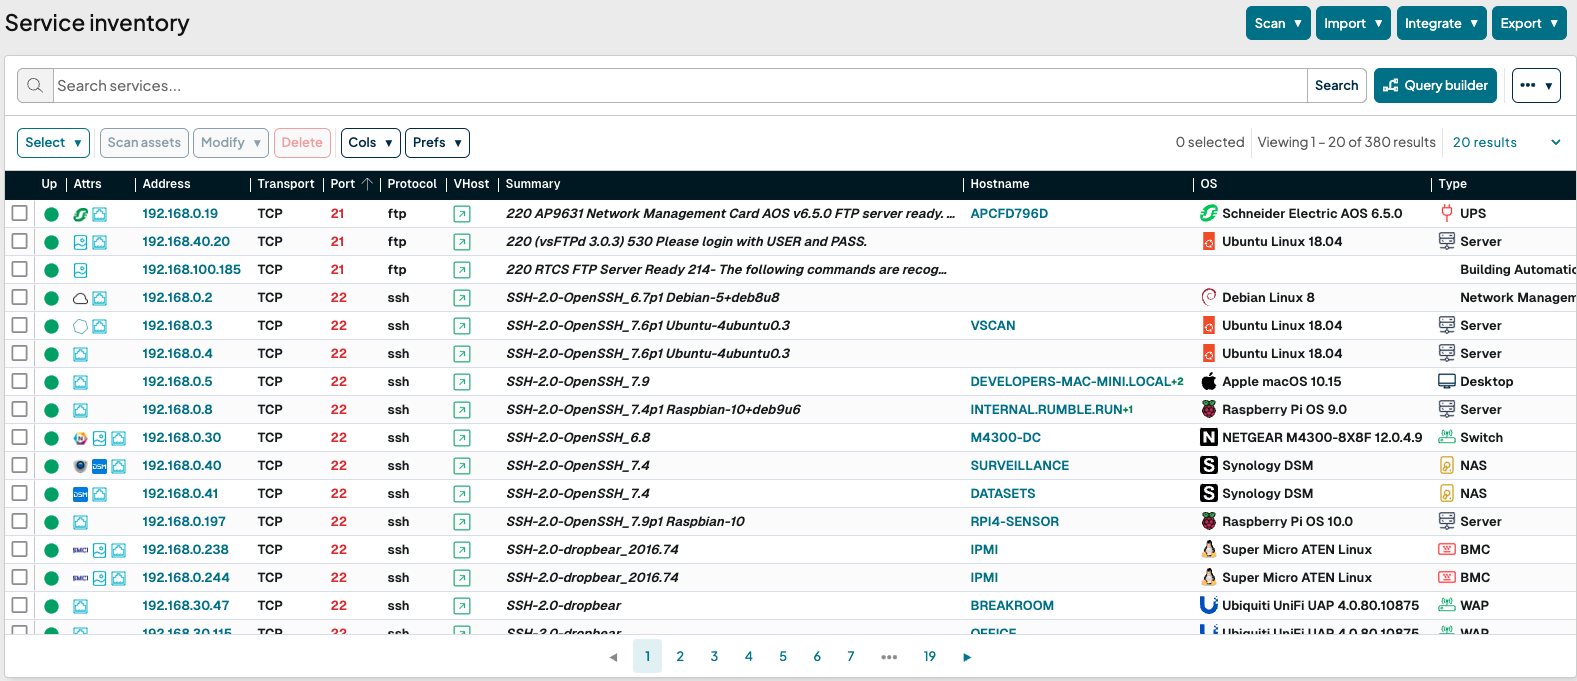 Service inventory
Scan ▼ Import ▼ Integrate ▼ Export ▼
Search services... Search Query builder ••• ▼
Select ▼ Scan assets Modify ▼ Delete Cols ▼ Prefs ▼ 0 selected Viewing 1 – 20 of 380 results 20 results
Up Attrs Address Transport Port ↑ Protocol VHost Summary Hostname OS Type
192.168.0.19 TCP 21 ftp 220 AP9631 Network Management Card AOS v6.5.0 FTP server ready. ... APCFD796D Schneider Electric AOS 6.5.0 UPS
192.168.40.20 TCP 21 ftp 220 (vsFTPd 3.0.3) 530 Please login with USER and PASS. Ubuntu Linux 18.04 Server
192.168.100.185 TCP 21 ftp 220 RTCS FTP Server Ready 214- The following commands are recog... Building Automatic
192.168.0.2 TCP 22 ssh SSH-2.0-OpenSSH_6.7p1 Debian-5+deb8u8 Debian Linux 8 Network Managem
192.168.0.3 TCP 22 ssh SSH-2.0-OpenSSH_7.6p1 Ubuntu-4ubuntu0.3 VSCAN Ubuntu Linux 18.04 Server
192.168.0.4 TCP 22 ssh SSH-2.0-OpenSSH_7.6p1 Ubuntu-4ubuntu0.3 Ubuntu Linux 18.04 Server
192.168.0.5 TCP 22 ssh SSH-2.0-OpenSSH_7.9 DEVELOPERS-MAC-MINI.LOCAL+2 Apple macOS 10.15 Desktop
192.168.0.8 TCP 22 ssh SSH-2.0-OpenSSH_7.4p1 Raspbian-10+deb9u6 INTERNAL.RUMBLE.RUN+1 Raspberry Pi OS 9.0 Server
192.168.0.30 TCP 22 ssh SSH-2.0-OpenSSH_6.8 M4300-DC N NETGEAR M4300-8X8F 12.0.4.9 Switch
DSM 192.168.0.40 TCP 22 ssh SSH-2.0-OpenSSH_7.4 SURVEILLANCE S Synology DSM NAS
DSM 192.168.0.41 TCP 22 ssh SSH-2.0-OpenSSH_7.4 DATASETS S Synology DSM NAS
192.168.0.197 TCP 22 ssh SSH-2.0-OpenSSH_7.9p1 Raspbian-10 RPI4-SENSOR Raspberry Pi OS 10.0 Server
192.168.0.238 TCP 22 ssh SSH-2.0-dropbear_2016.74 IPMI Super Micro ATEN Linux BMC
192.168.0.244 TCP 22 ssh SSH-2.0-dropbear_2016.74 IPMI Super Micro ATEN Linux BMC
192.168.30.47 TCP 22 ssh SSH-2.0-dropbear BREAKROOM Ubiquiti UniFi UAP 4.0.80.10875 WAP
192.168.30.115 TCP 22 ssh SSH-2.0-dropbear OFFICE Ubiquiti UniFi UAP 4.0.80.10875 WAP
◀ 1 2 3 4 5 6 7 ••• 19 ▶